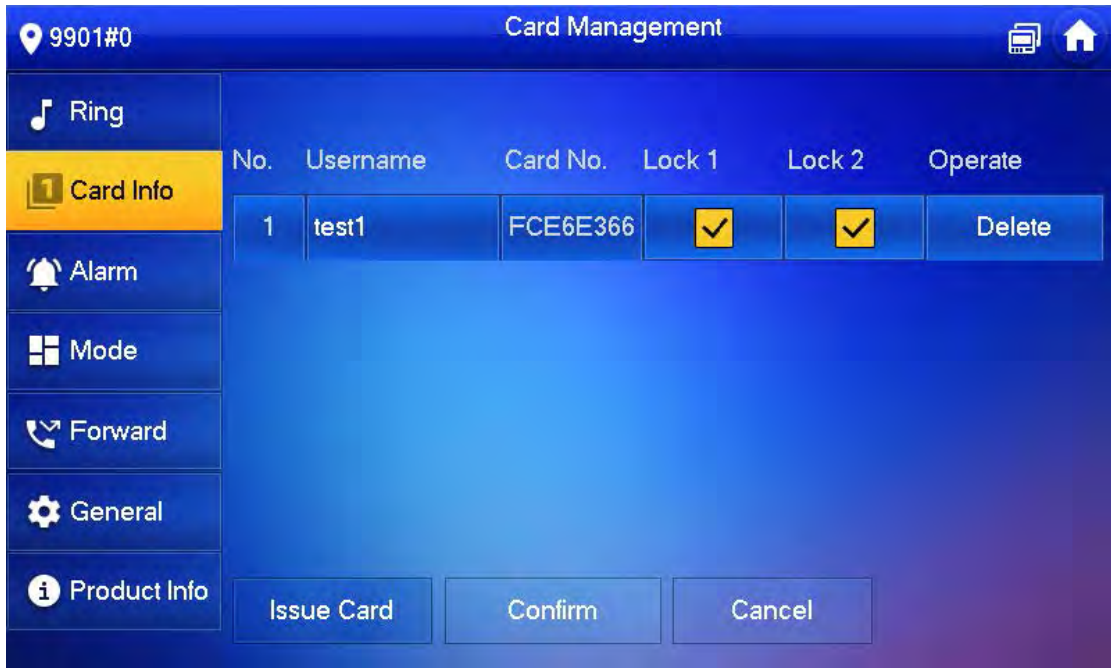 9901#0 Card Management
Ring
Card Info
Alarm
Mode
Forward
General
Product Info
No. Username Card No. Lock 1 Lock 2 Operate
1 test1 FCE6E366 Delete
Issue Card Confirm Cancel